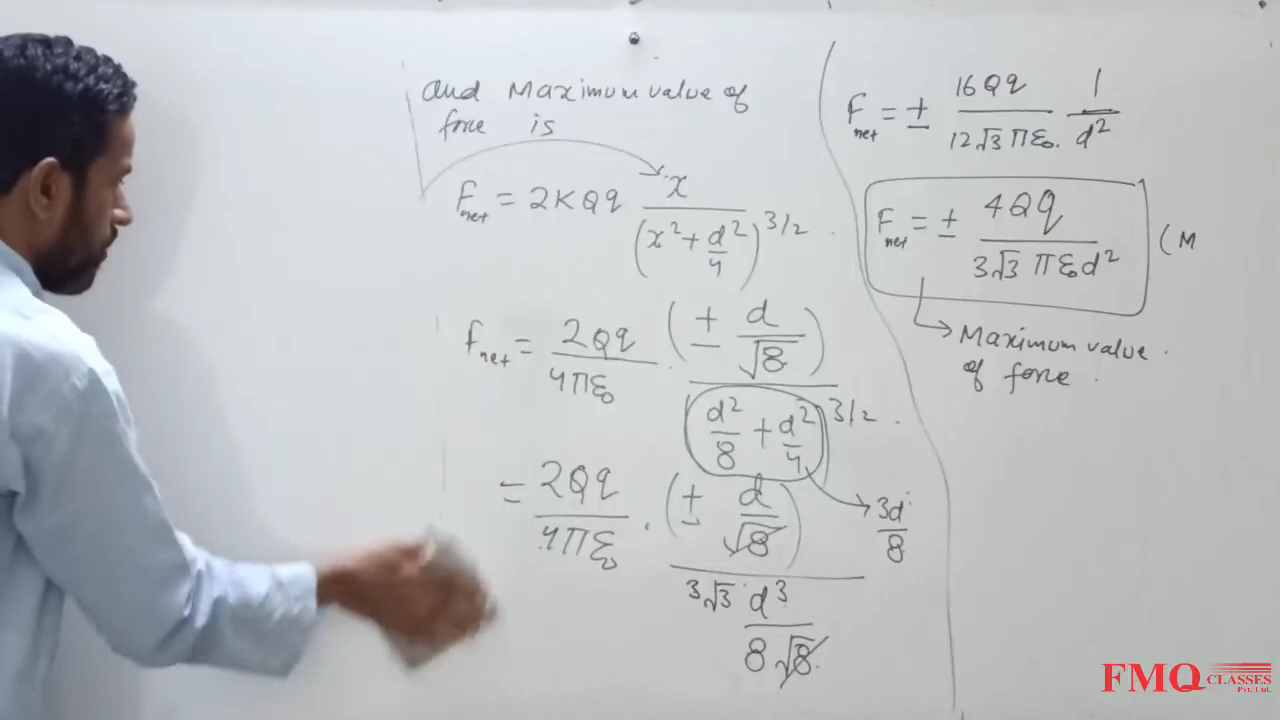 and Maximum value of
force is
F_net = 2KQq x / (x² + d²/4)^3/2 .
F_net = 2Qq / 4πε₀ . (± d/√8) / (d²/8 + d²/4)^3/2 .
= 2Qq / 4πε₀ . (± d/√8) / 3√3 d³ / 8√8
3d / 8
F_net = ± 16Qq / 12√3 πε₀ . 1 / d²
F_net = ± 4Qq / 3√3 πε₀d² (M
Maximum value .
of force .
FMQ CLASSES
Pvt. Ltd.